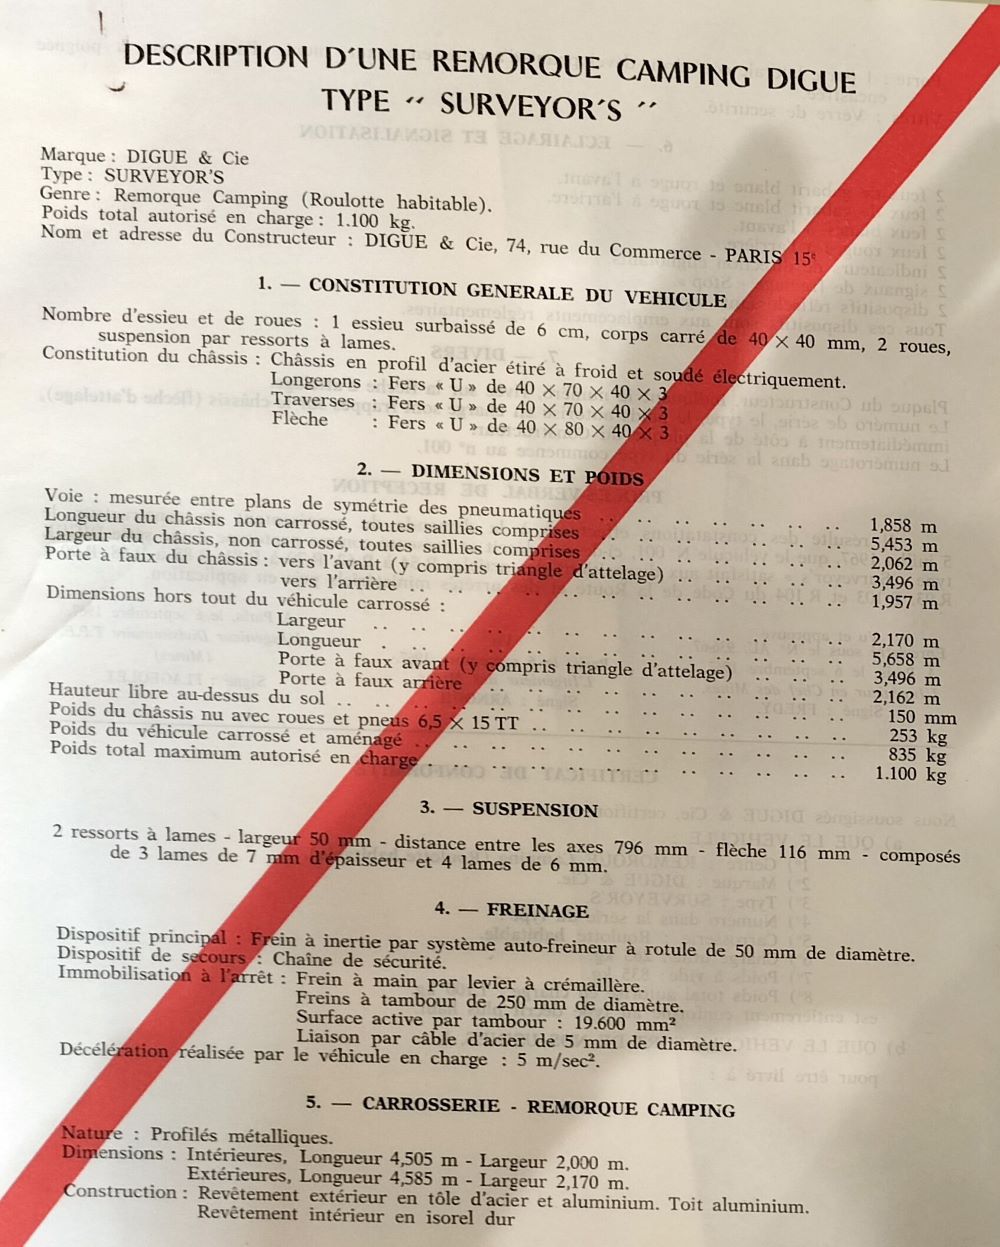 DESCRIPTION D'UNE REMORQUE CAMPING DIGUE
TYPE “ SURVEYOR'S ”
Marque : DIGUE & Cie
Type : SURVEYOR'S
Genre : Remorque Camping (Roulotte habitable).
Poids total autorisé en charge : 1.100 kg.
Nom et adresse du Constructeur : DIGUE & Cie, 74, rue du Commerce - PARIS 15e
1. — CONSTITUTION GENERALE DU VEHICULE
Nombre d'essieu et de roues : 1 essieu surbaissé de 6 cm, corps carré de 40 × 40 mm, 2 roues,
suspension par ressorts à lames.
Constitution du châssis : Châssis en profil d'acier étiré à froid et soudé électriquement.
Longerons : Fers « U » de 40 × 70 × 40 × 3
Traverses : Fers « U » de 40 × 70 × 40 × 3
Flèche : Fers « U » de 40 × 80 × 40 × 3
2. — DIMENSIONS ET POIDS
Voie : mesurée entre plans de symétrie des pneumatiques .. .. .. .. .. .. .. 1,858 m
Longueur du châssis non carrossé, toutes saillies comprises .. .. .. .. .. .. .. 5,453 m
Largeur du châssis, non carrossé, toutes saillies comprises .. .. .. .. .. .. .. 2,062 m
Porte à faux du châssis : vers l'avant (y compris triangle d'attelage) .. .. .. .. .. 3,496 m
vers l'arrière .. .. .. .. .. .. .. .. .. .. .. .. 1,957 m
Dimensions hors tout du véhicule carrossé :
Largeur .. .. .. .. .. .. .. .. .. .. .. .. .. 2,170 m
Longueur . .. .. .. .. .. .. .. .. .. .. .. .. 5,658 m
Porte à faux avant (y compris triangle d'attelage) .. .. .. 3,496 m
Porte à faux arrière .. .. .. .. .. .. .. .. .. .. 2,162 m
Hauteur libre au-dessus du sol .. .. .. .. .. .. .. .. .. .. .. .. .. .. 150 mm
Poids du châssis nu avec roues et pneus 6,5 × 15 TT .. .. .. .. .. .. .. .. .. 253 kg
Poids du véhicule carrossé et aménagé .. .. .. .. .. .. .. .. .. .. .. .. 835 kg
Poids total maximum autorisé en charge . .. .. .. .. .. .. .. .. .. .. .. 1.100 kg
3. — SUSPENSION
2 ressorts à lames - largeur 50 mm - distance entre les axes 796 mm - flèche 116 mm - composés
de 3 lames de 7 mm d'épaisseur et 4 lames de 6 mm.
4. — FREINAGE
Dispositif principal : Frein à inertie par système auto-freineur à rotule de 50 mm de diamètre.
Dispositif de secours : Chaîne de sécurité.
Immobilisation à l'arrêt : Frein à main par levier à crémaillère.
Freins à tambour de 250 mm de diamètre.
Surface active par tambour : 19.600 mm²
Liaison par câble d'acier de 5 mm de diamètre.
Décélération réalisée par le véhicule en charge : 5 m/sec².
5. — CARROSSERIE - REMORQUE CAMPING
Nature : Profilés métalliques.
Dimensions : Intérieures, Longueur 4,505 m - Largeur 2,000 m.
Extérieures, Longueur 4,585 m - Largeur 2,170 m.
Construction : Revêtement extérieur en tôle d'acier et aluminium. Toit aluminium.
Revêtement intérieur en isorel dur